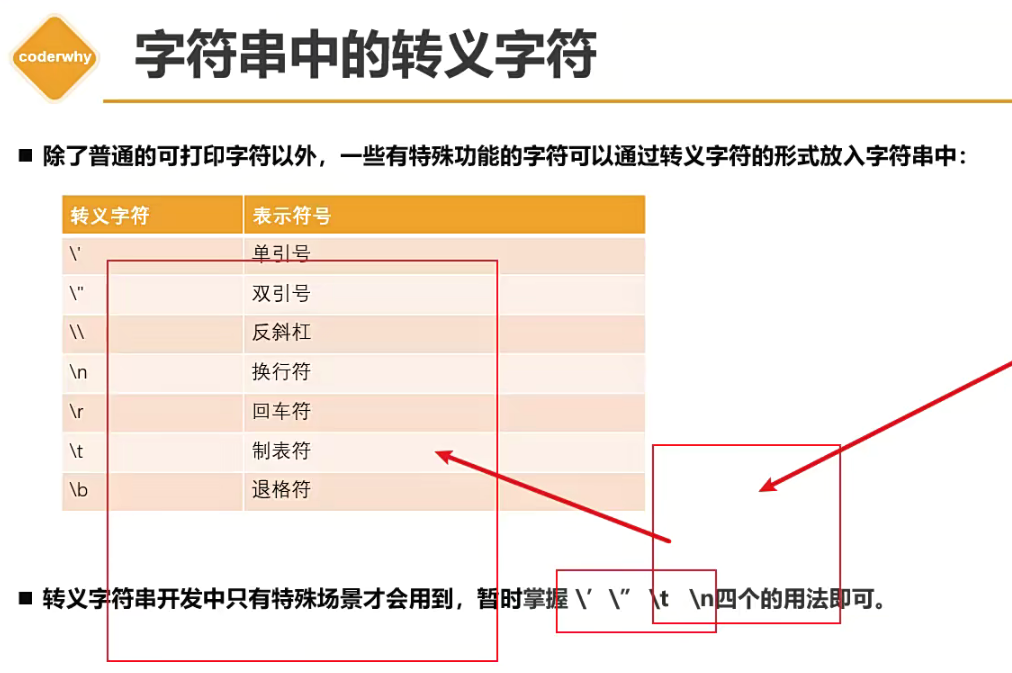 coderwhy
字符串中的转义字符
■ 除了普通的可打印字符以外，一些有特殊功能的字符可以通过转义字符的形式放入字符串中：
转义字符 表示符号
\' 单引号
\" 双引号
\\ 反斜杠
\n 换行符
\r 回车符
\t 制表符
\b 退格符
■ 转义字符串开发中只有特殊场景才会用到，暂时掌握 \’ \” \t \n四个的用法即可。